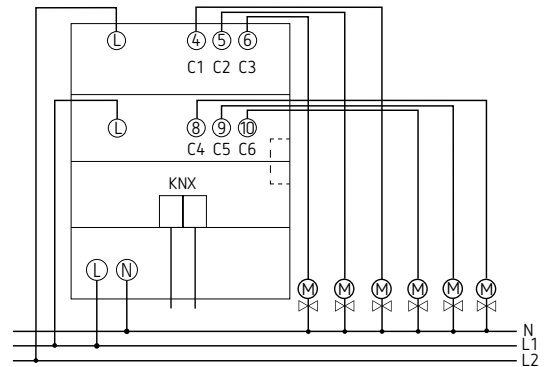 L 4 5 6
C1 C2 C3
L 8 9 10
C4 C5 C6
KNX
L N
M M M M M M
N
L1
L2